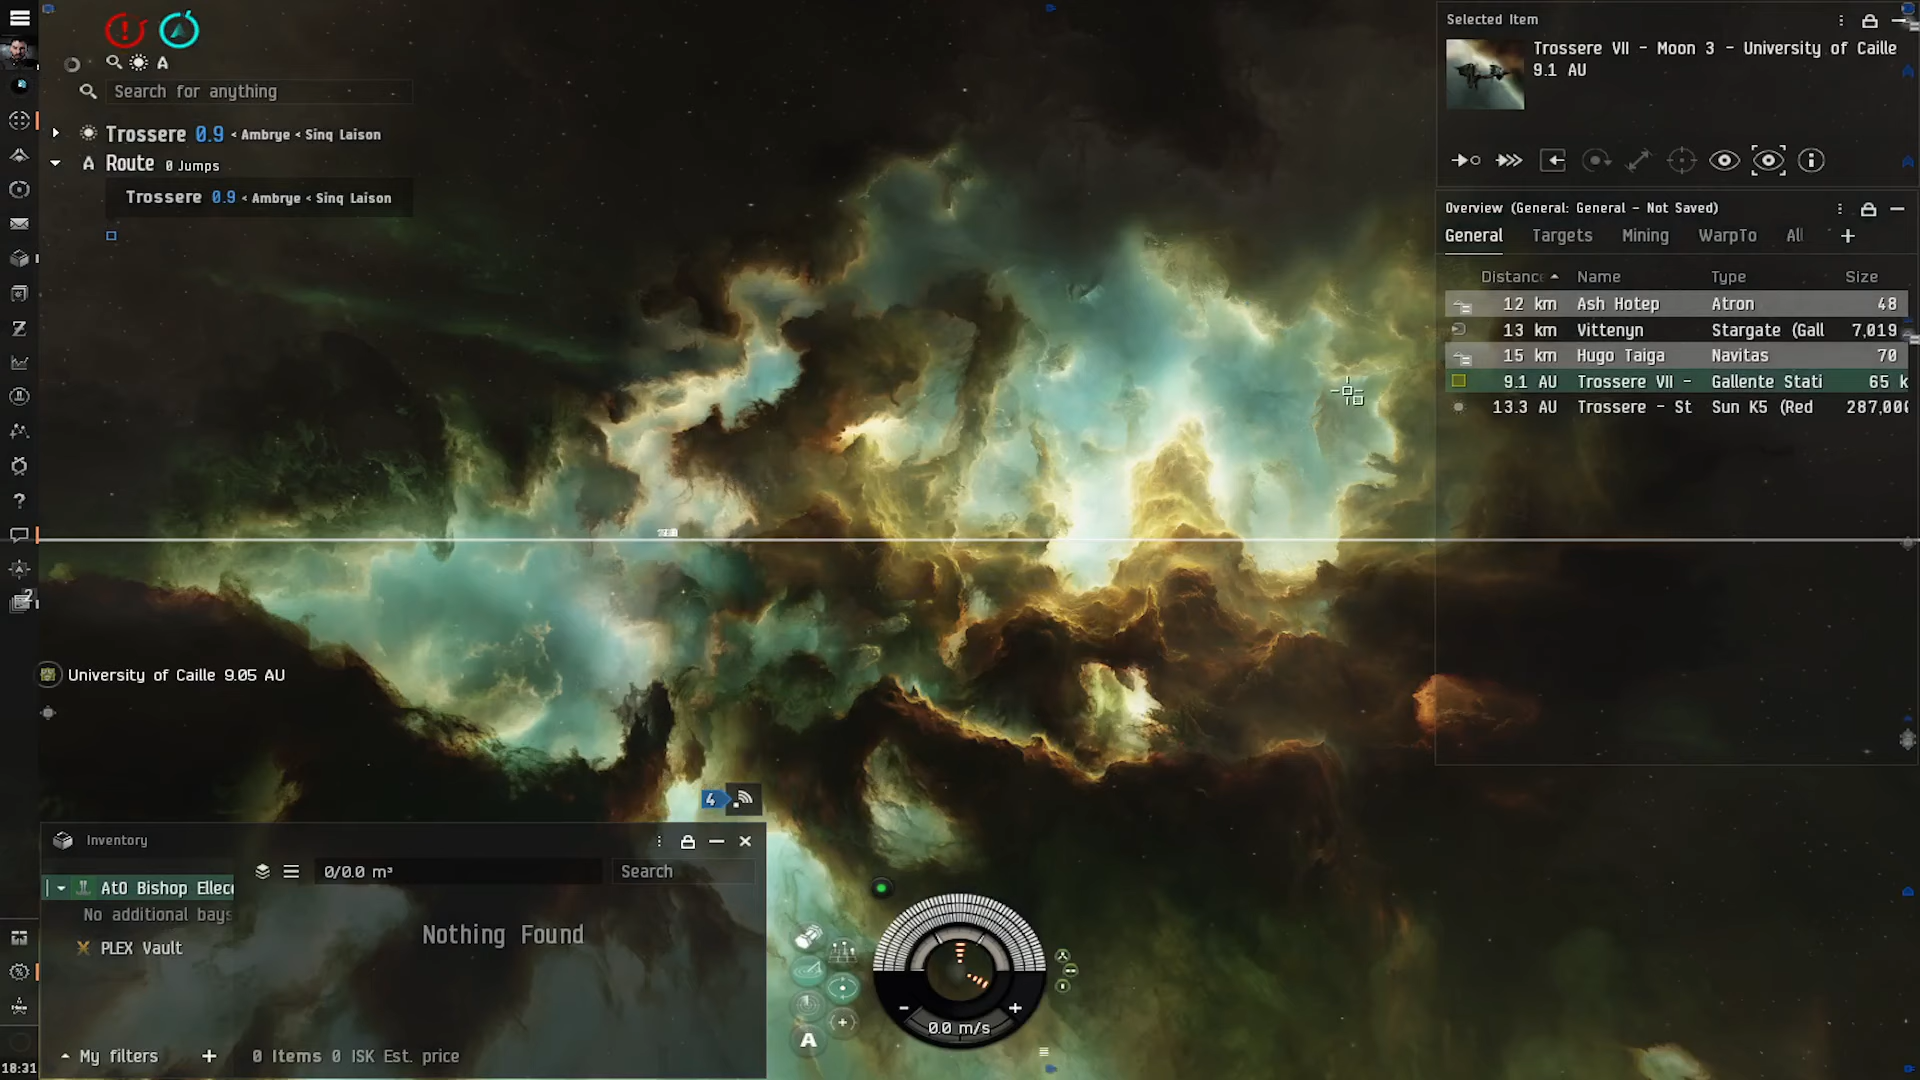 Search for anything
Trossere 0.9 < Ambrye < Sinq Laison
A Route 0 Jumps
Trossere 0.9 < Ambrye < Sinq Laison
University of Caille 9.05 AU
4
Inventory
0/0.0 m³
Search
AtO Bishop Ellec
No additional bays
PLEX Vault
Nothing Found
My filters
0 Items 0 ISK Est. price
18:31
A
0.0 m/s
Selected Item
Trossere VII - Moon 3 - University of Caille
9.1 AU
Overview (General: General - Not Saved)
General Targets Mining WarpTo All
Distanc Name Type Size
12 km Ash Hotep Atron 48
13 km Vittenyn Stargate (Gall 7,019
15 km Hugo Taiga Navitas 70
9.1 AU Trossere VII - Gallente Stati 65 k
13.3 AU Trossere - St Sun K5 (Red 287,00